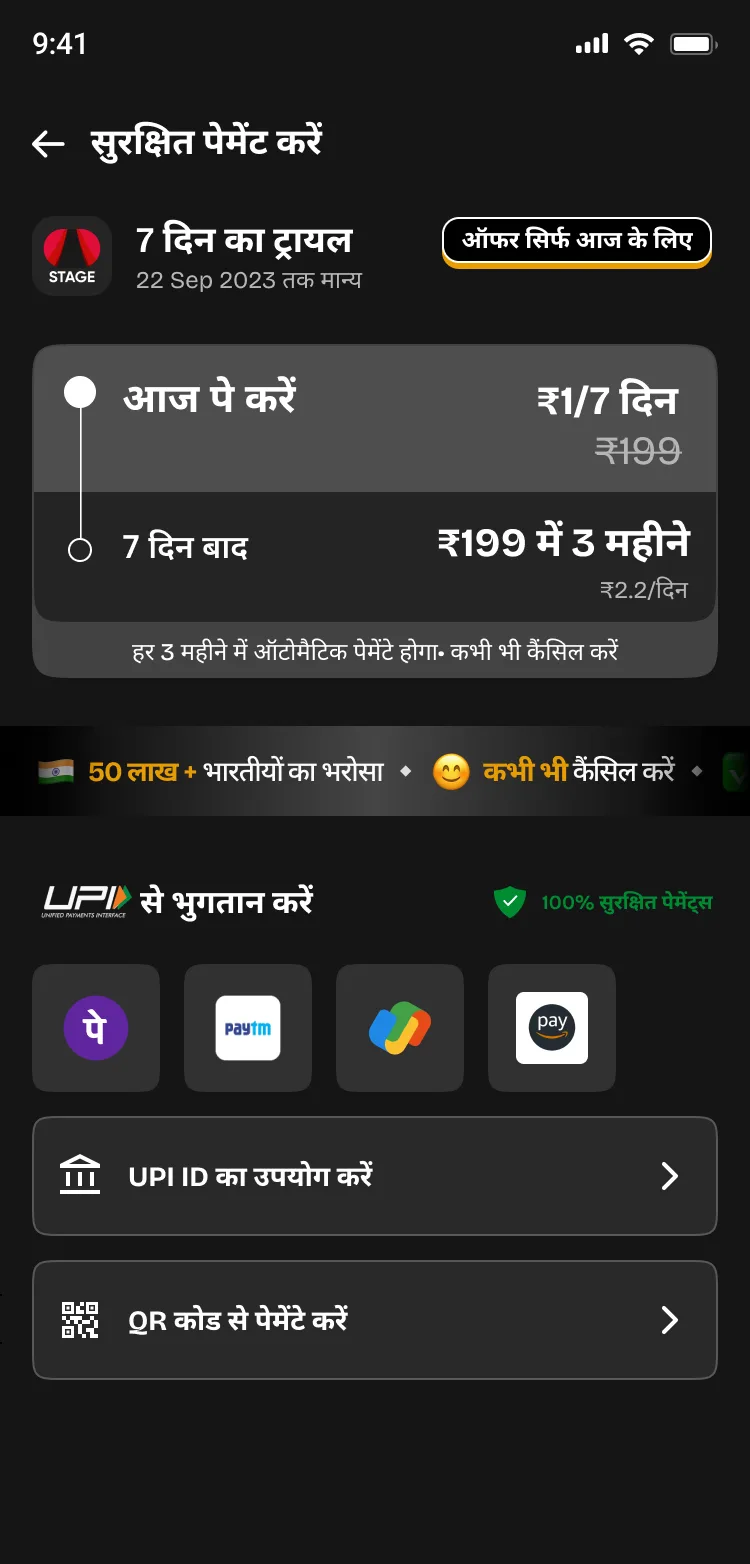 9:41
सुरक्षित पेमेंट करें
7 दिन का ट्रायल
ऑफर सिर्फ आज के लिए
STAGE
22 Sep 2023 तक मान्य
आज पे करें
₹1/7 दिन
₹199
7 दिन बाद
₹199 में 3 महीने
₹2.2/दिन
हर 3 महीने में ऑटोमैटिक पेमेंटे होगा• कभी भी कैंसिल करें
50 लाख + भारतीयों का भरोसा
कभी भी कैंसिल करें
UPI से भुगतान करें
UNIFIED PAYMENTS INTERFACE
100% सुरक्षित पेमेंट्स
पे
paytm
pay
UPI ID का उपयोग करें
QR कोड से पेमेंटे करें